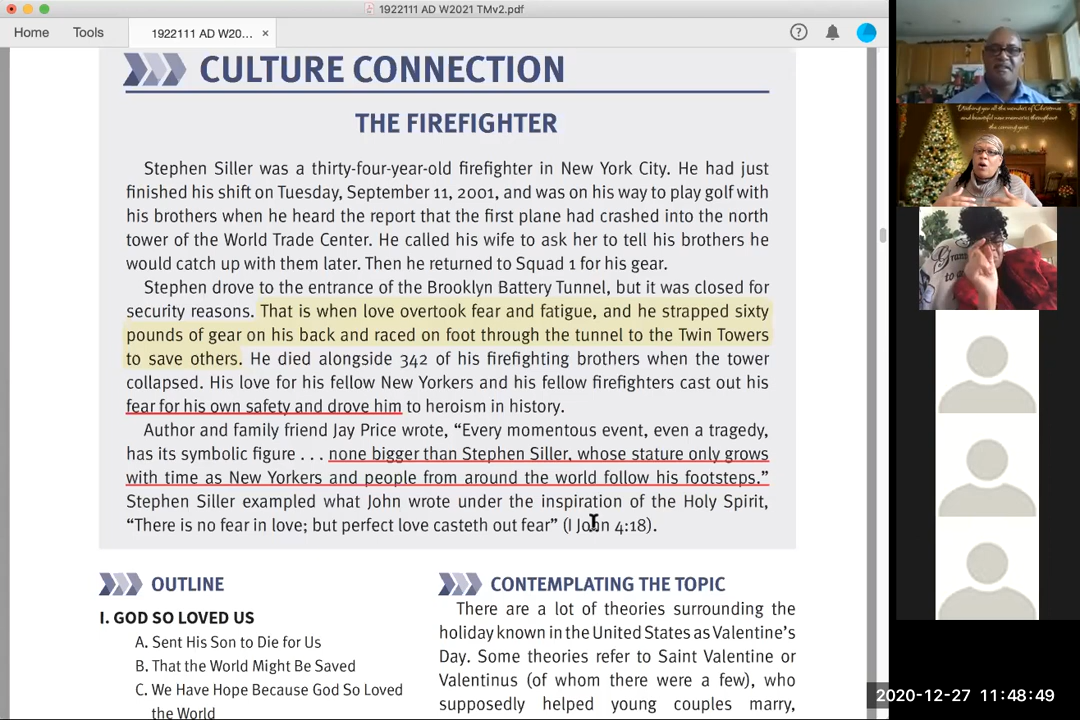 1922111 AD W2021 TMv2.pdf
Home
Tools
1922111 AD W20... ×
CULTURE CONNECTION
THE FIREFIGHTER
Stephen Siller was a thirty-four-year-old firefighter in New York City. He had just
finished his shift on Tuesday, September 11, 2001, and was on his way to play golf with
his brothers when he heard the report that the first plane had crashed into the north
tower of the World Trade Center. He called his wife to ask her to tell his brothers he
would catch up with them later. Then he returned to Squad 1 for his gear.
Stephen drove to the entrance of the Brooklyn Battery Tunnel, but it was closed for
security reasons. That is when love overtook fear and fatigue, and he strapped sixty
pounds of gear on his back and raced on foot through the tunnel to the Twin Towers
to save others. He died alongside 342 of his firefighting brothers when the tower
collapsed. His love for his fellow New Yorkers and his fellow firefighters cast out his
fear for his own safety and drove him to heroism in history.
Author and family friend Jay Price wrote, “Every momentous event, even a tragedy,
has its symbolic figure . . . none bigger than Stephen Siller, whose stature only grows
with time as New Yorkers and people from around the world follow his footsteps.”
Stephen Siller exampled what John wrote under the inspiration of the Holy Spirit,
“There is no fear in love; but perfect love casteth out fear” (I John 4:18).
OUTLINE
I. GOD SO LOVED US
A. Sent His Son to Die for Us
B. That the World Might Be Saved
C. We Have Hope Because God So Loved
the World
CONTEMPLATING THE TOPIC
There are a lot of theories surrounding the
holiday known in the United States as Valentine’s
Day. Some theories refer to Saint Valentine or
Valentinus (of whom there were a few), who
supposedly helped young couples marry,
Wishing you all the wonders of Christmas
and beautiful new memories throughout
the coming year.
2020-12-27 11:48:49